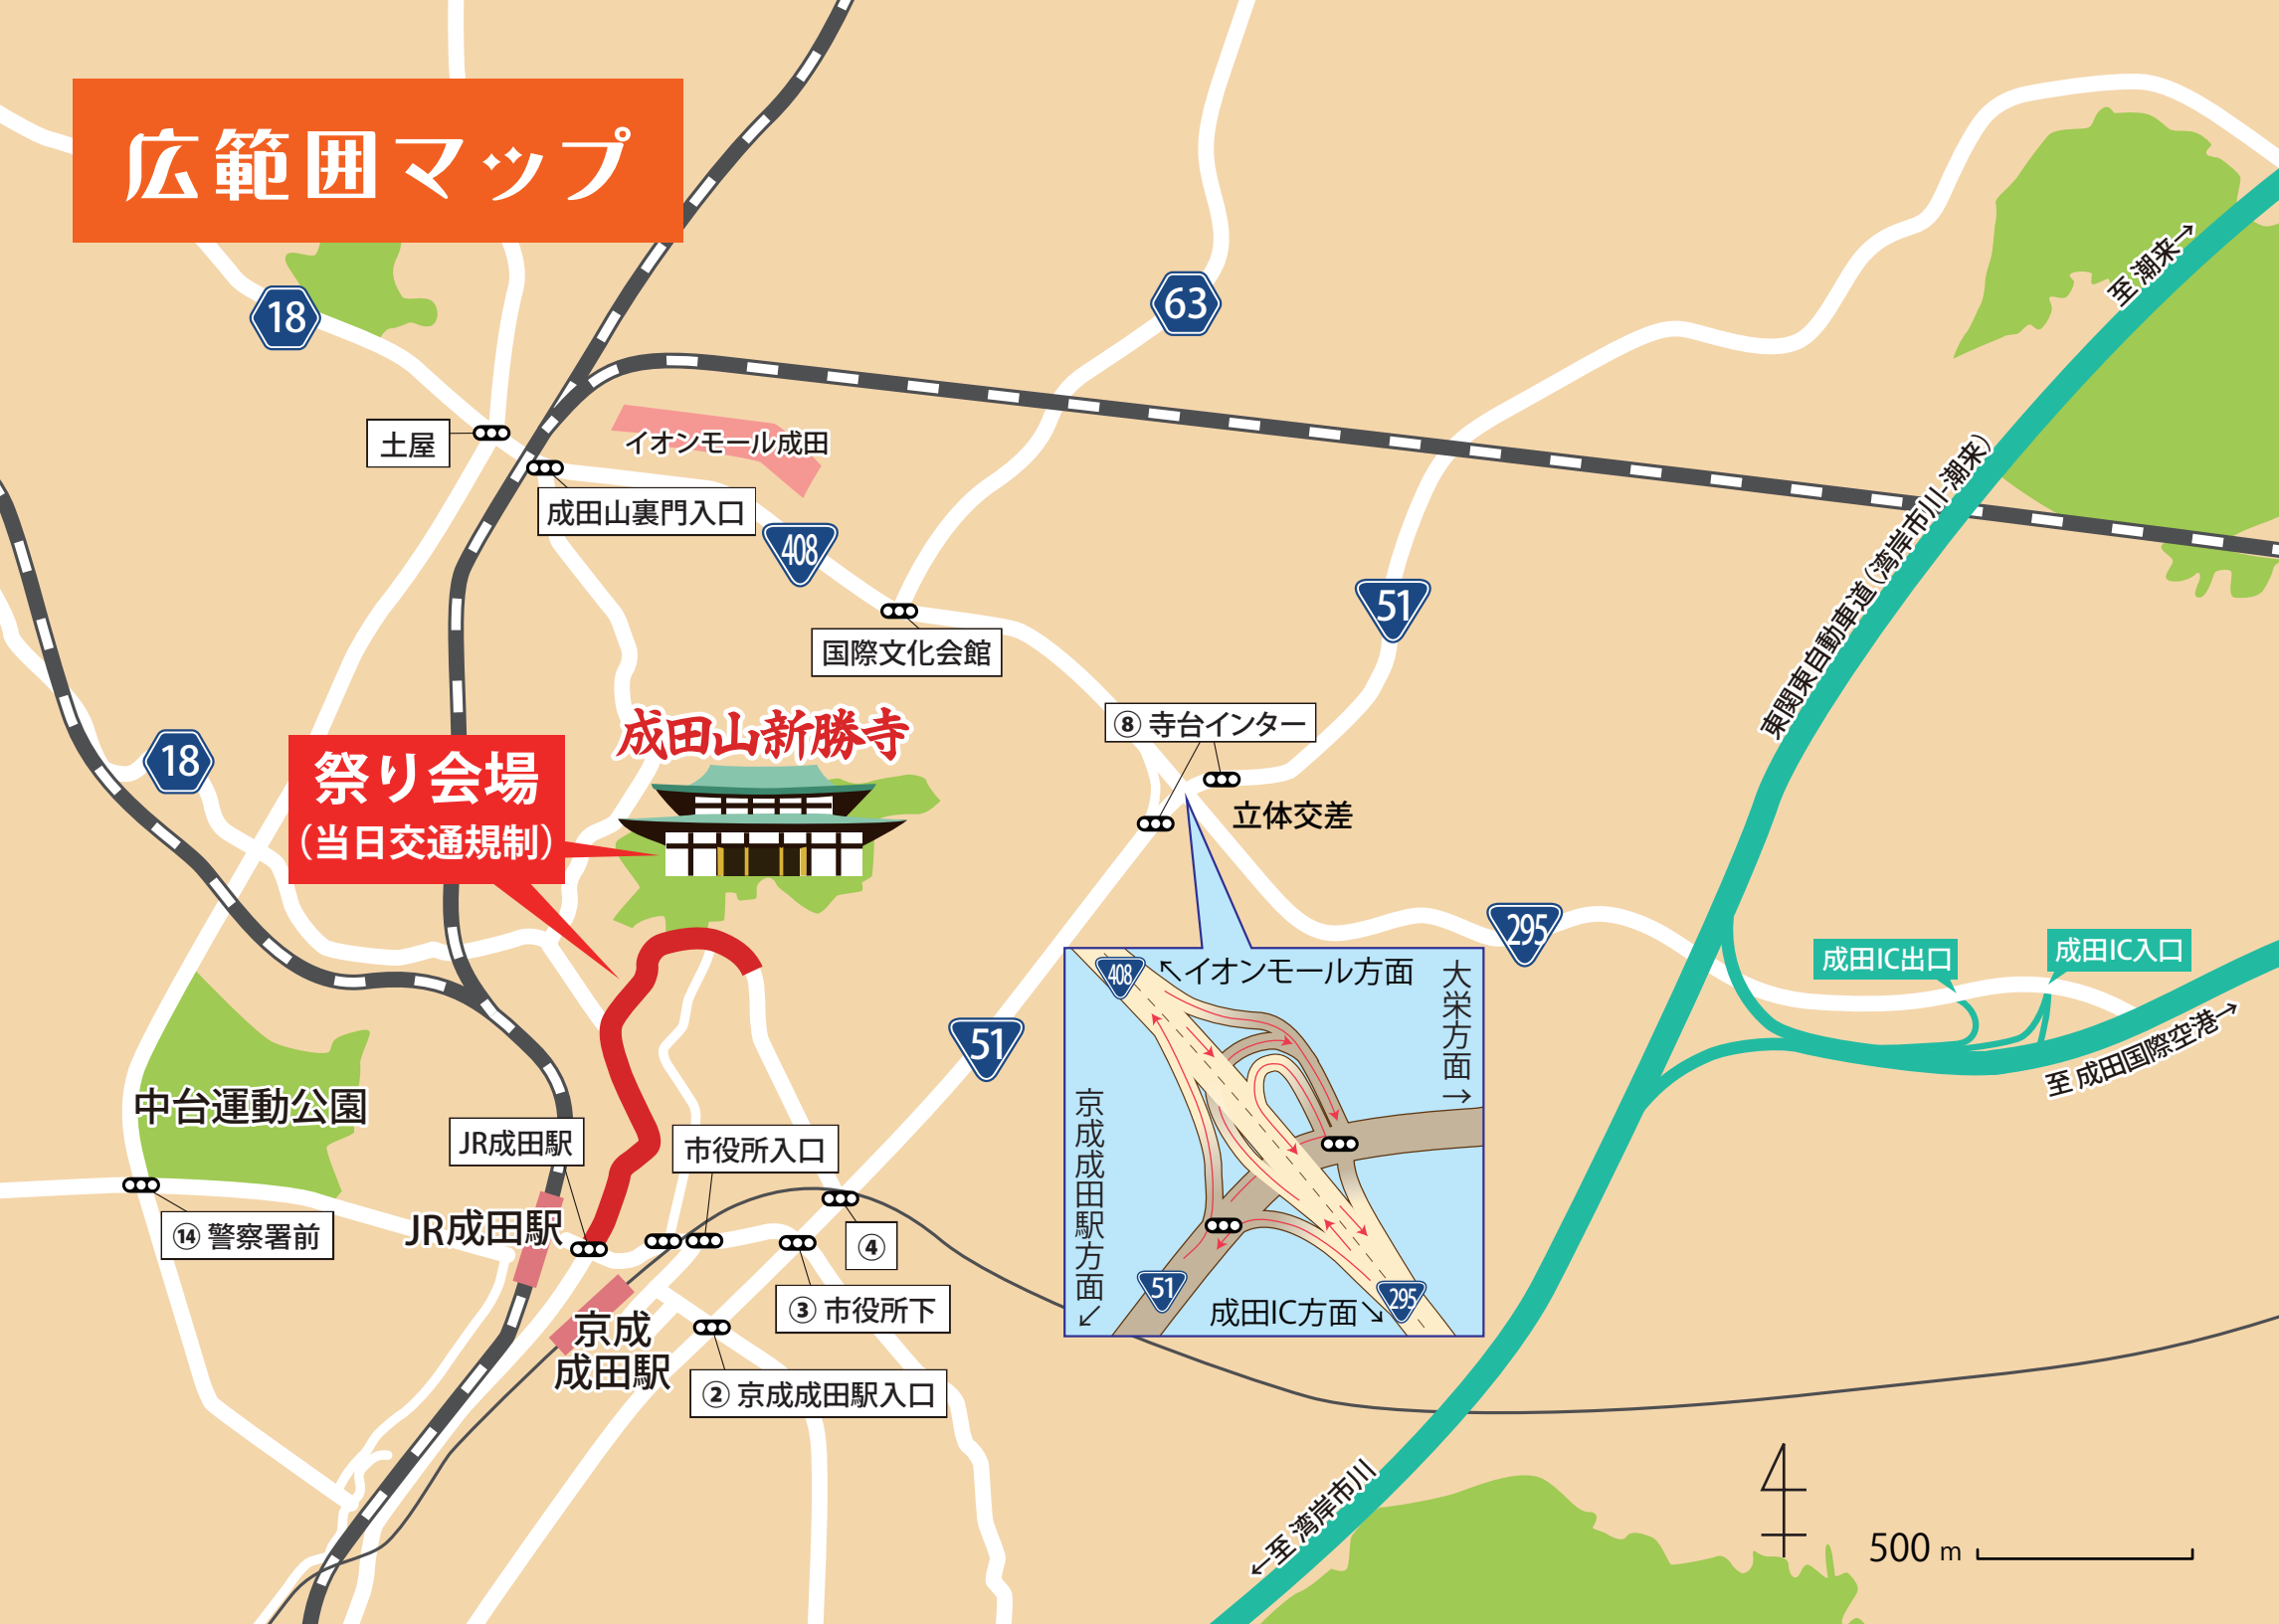 広範囲マップ
18
63
至 潮来→
土屋
イオンモール成田
成田山裏門入口
408
東関東自動車道（湾岸市川-潮来）
51
国際文化会館
成田山新勝寺
⑧ 寺台インター
18
祭り会場
（当日交通規制）
立体交差
295
成田IC出口
成田IC入口
至 成田国際空港→
408
↖イオンモール方面
大栄方面→
京成成田駅方面↙
51
成田IC方面↘
295
51
中台運動公園
JR成田駅
市役所入口
⑭ 警察署前
JR成田駅
④
③ 市役所下
京成
成田駅
② 京成成田駅入口
←至 湾岸市川
500 m